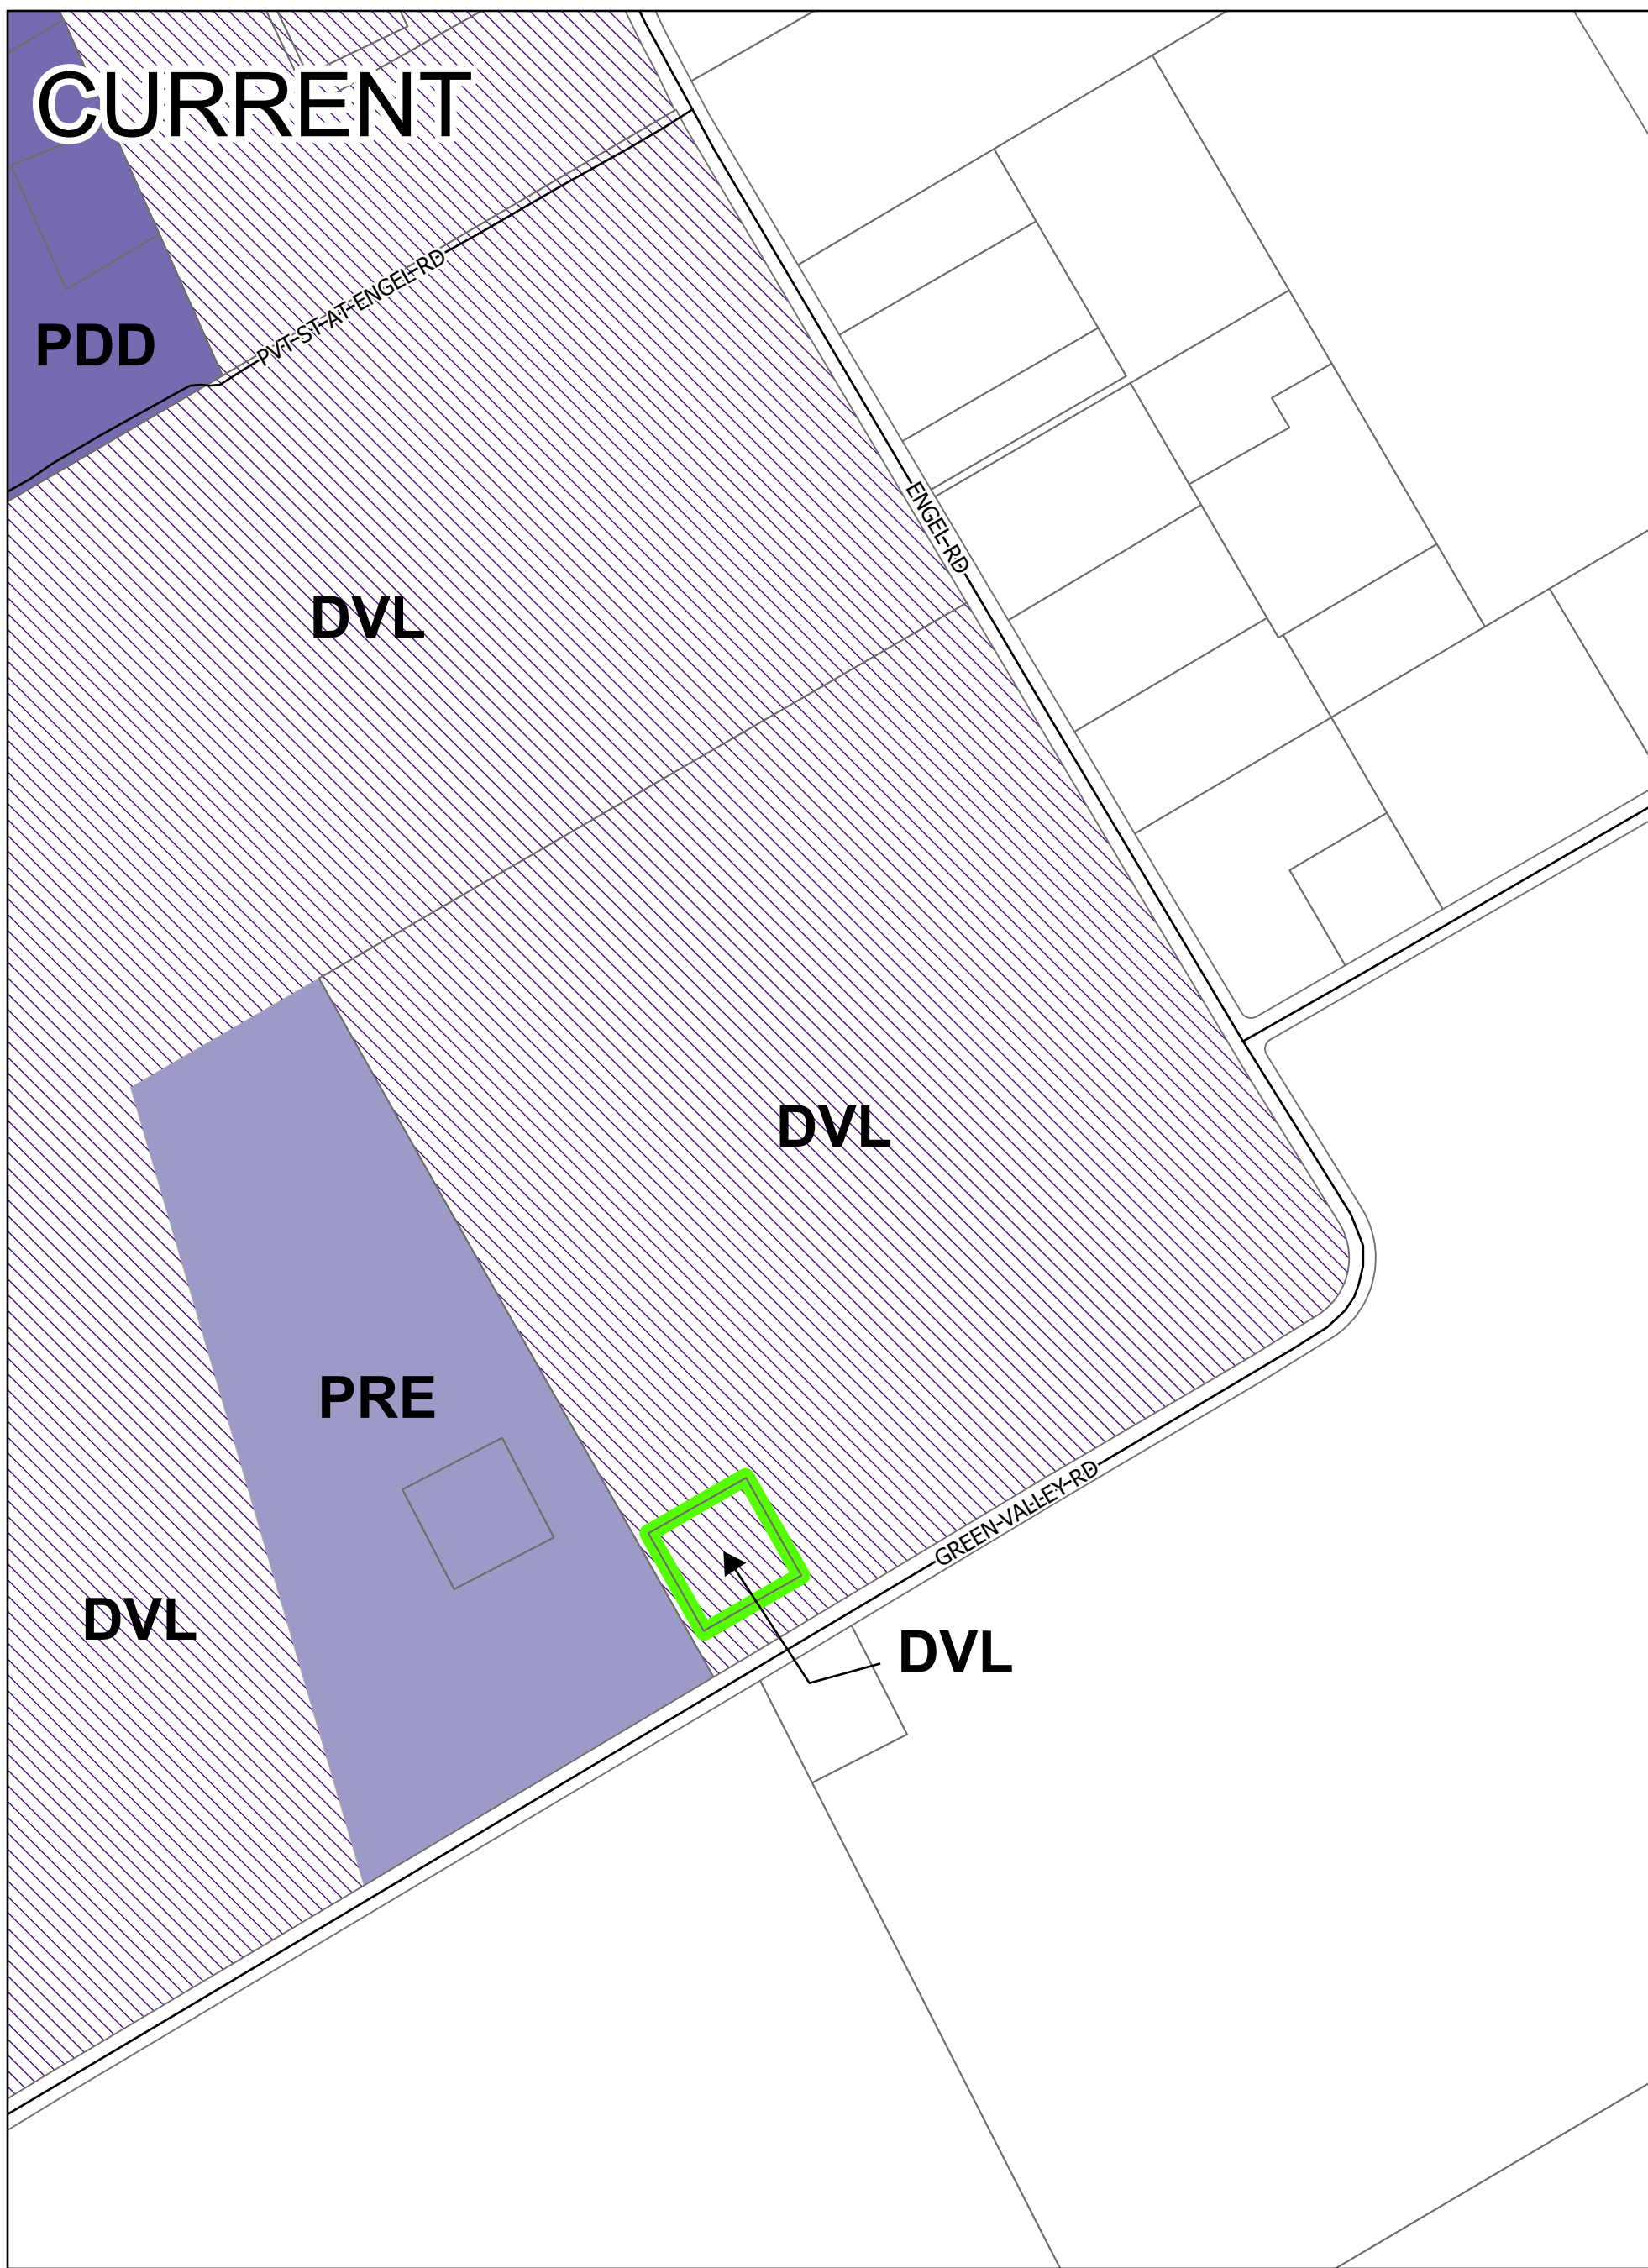 CURRENT
PVT-ST-AT-ENGEL-RD
PDD
ENGEL-RD
DVL
DVL
PRE
GREEN-VALLEY-RD
DVL
DVL